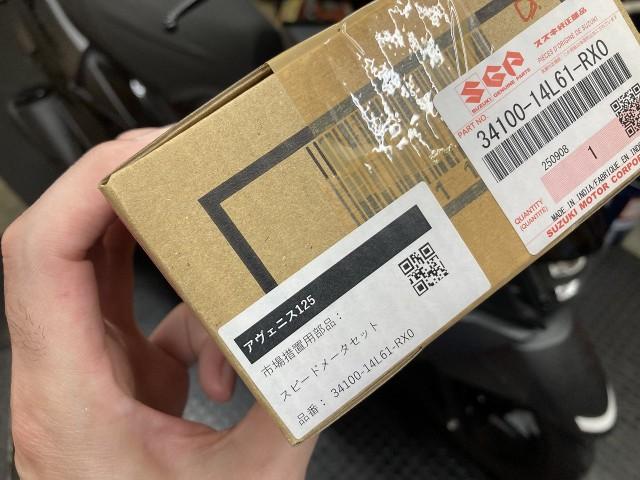 SGP
SUZUKI GENUINE PARTS
スズキ純正部品
PIECES D'ORIGINE DE SUZUKI
PART NO.
34100-14L61-RX0
250908
1
QUANTITY
(QUANTITE)
MADE IN INDIA/FABRIQUE EN INDE
SUZUKI MOTOR CORPOR
アヴェニス125
市場措置用部品：
スピードメータセット
品番： 34100-14L61-RX0